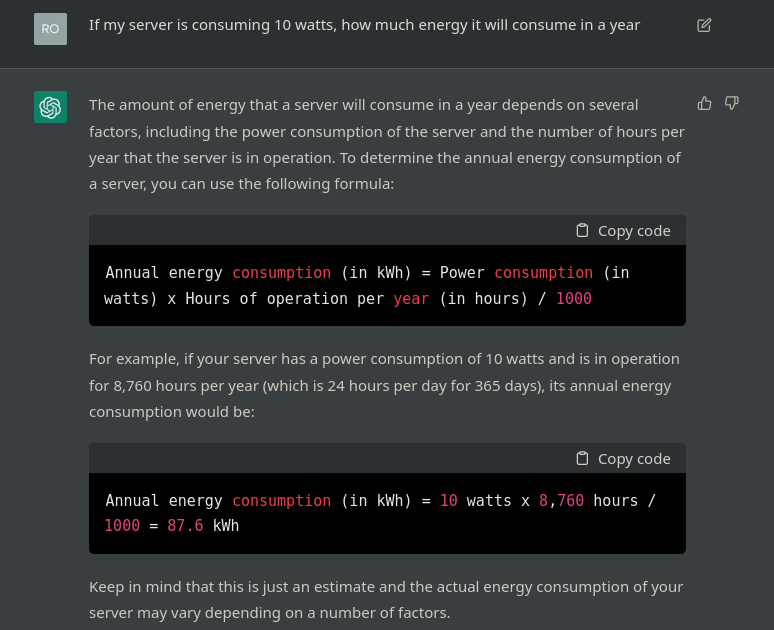 RO
If my server is consuming 10 watts, how much energy it will consume in a year
The amount of energy that a server will consume in a year depends on several
factors, including the power consumption of the server and the number of hours per
year that the server is in operation. To determine the annual energy consumption of
a server, you can use the following formula:
Copy code
Annual energy consumption (in kWh) = Power consumption (in
watts) x Hours of operation per year (in hours) / 1000
For example, if your server has a power consumption of 10 watts and is in operation
for 8,760 hours per year (which is 24 hours per day for 365 days), its annual energy
consumption would be:
Copy code
Annual energy consumption (in kWh) = 10 watts x 8,760 hours /
1000 = 87.6 kWh
Keep in mind that this is just an estimate and the actual energy consumption of your
server may vary depending on a number of factors.